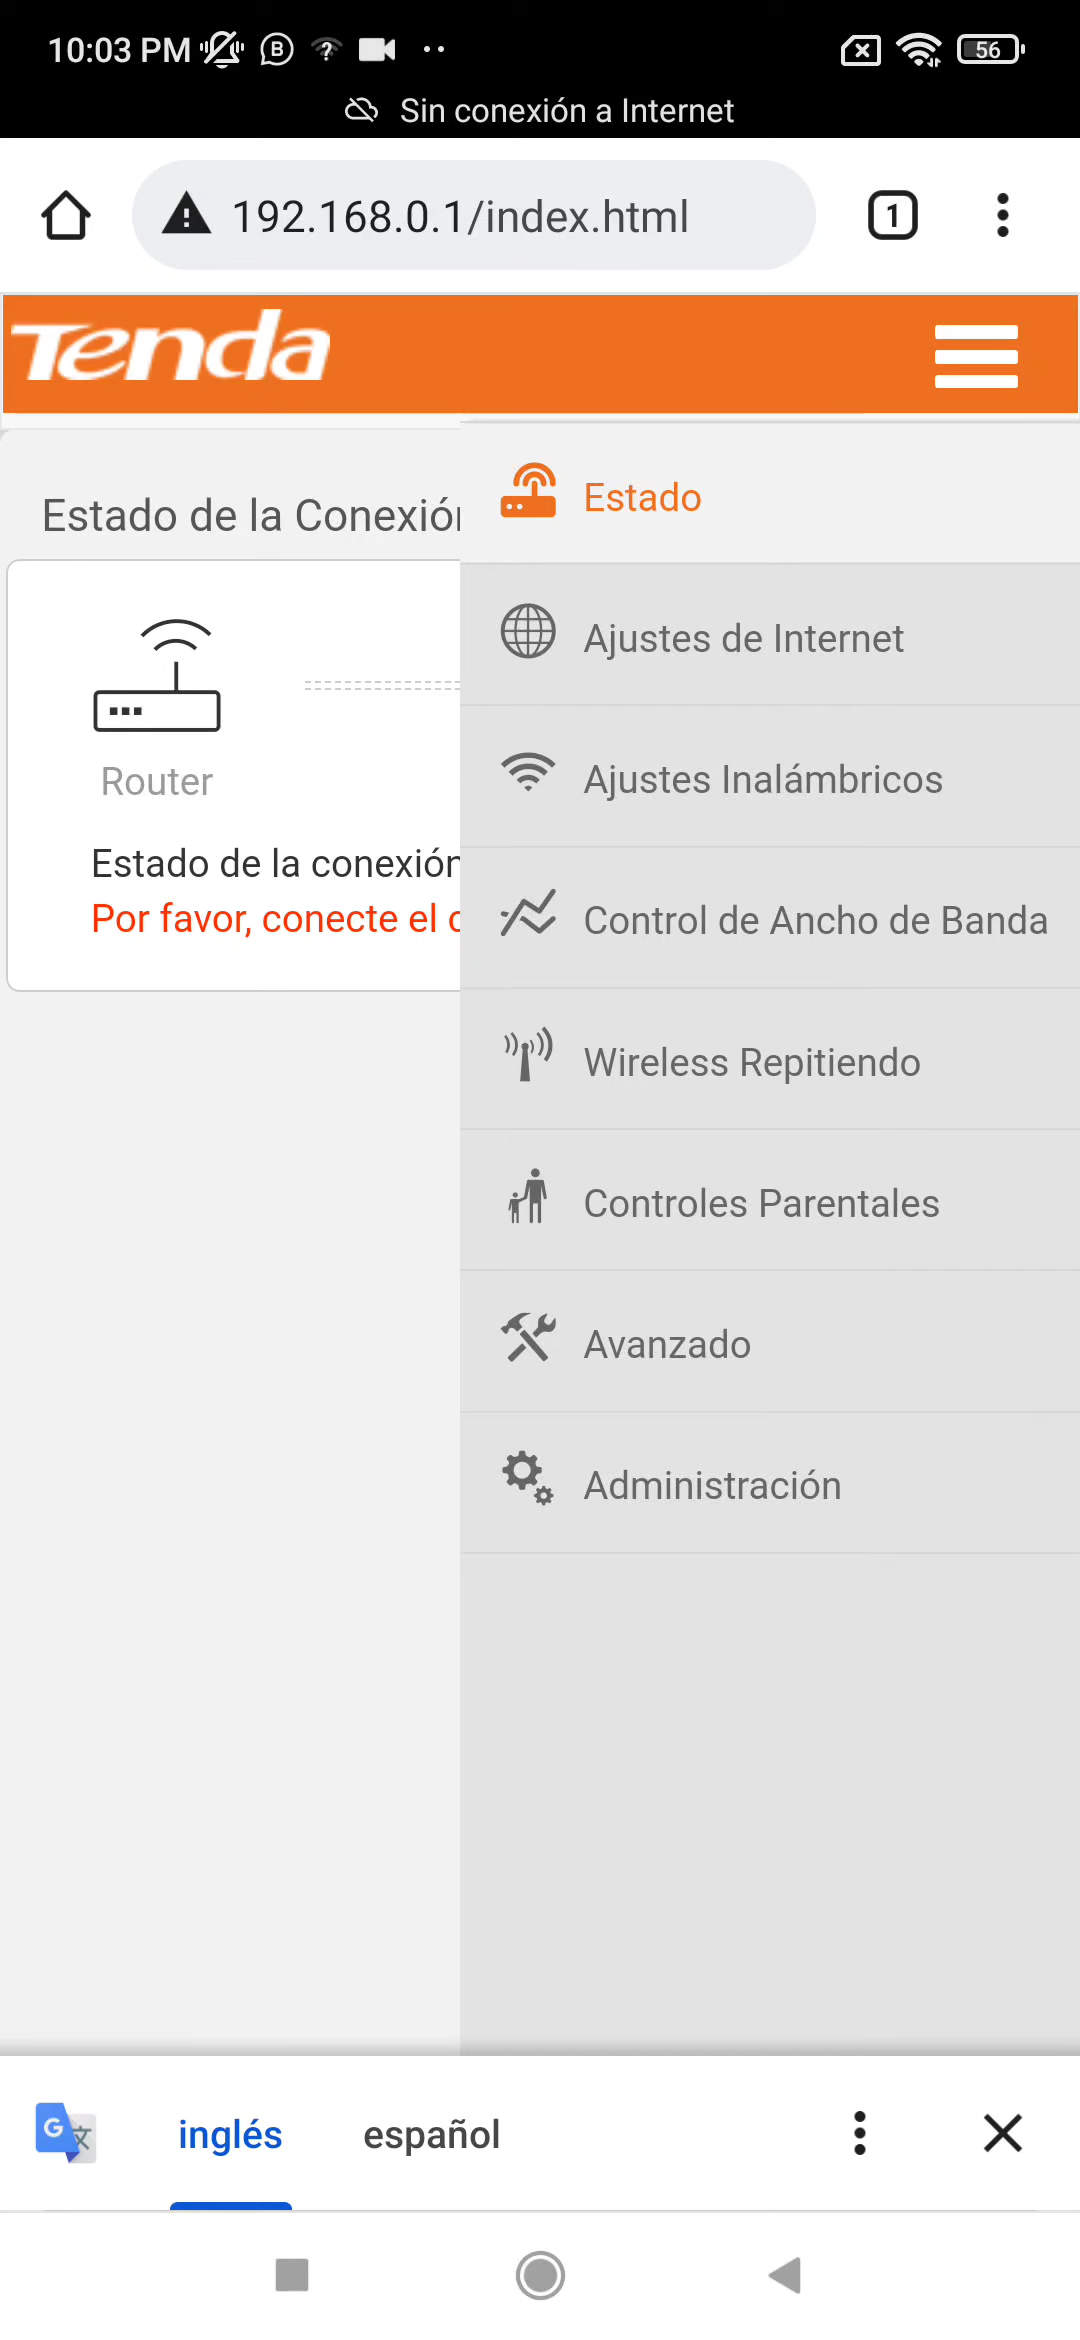 10:03 PM
56
Sin conexión a Internet
192.168.0.1/index.html
1
Tenda
Estado
Estado de la Conexión
Ajustes de Internet
Ajustes Inalámbricos
Router
Estado de la conexión
Por favor, conecte el c
Control de Ancho de Banda
Wireless Repitiendo
Controles Parentales
Avanzado
Administración
inglés español